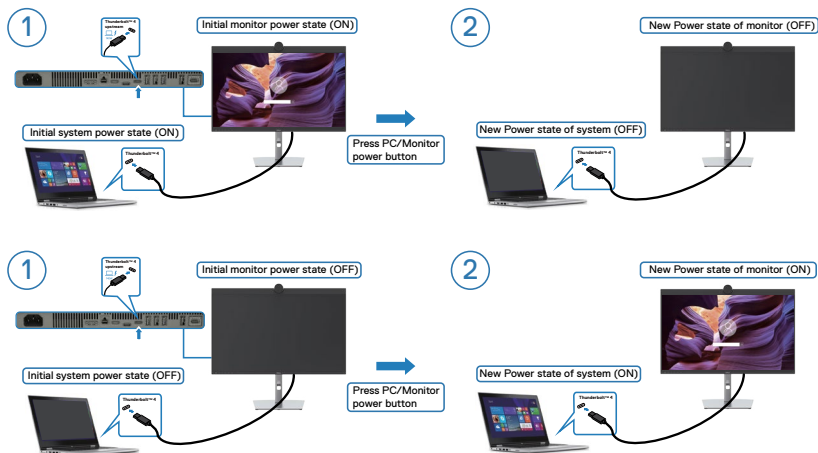 1
Thunderbolt™ 4
upstream
Initial monitor power state (ON)
Initial system power state (ON)
Thunderbolt™ 4
Press PC/Monitor
power button
2
New Power state of monitor (OFF)
New Power state of system (OFF)
Thunderbolt™ 4
1
Thunderbolt™ 4
upstream
Initial monitor power state (OFF)
Initial system power state (OFF)
Thunderbolt™ 4
Press PC/Monitor
power button
2
New Power state of monitor (ON)
New Power state of system (ON)
Thunderbolt™ 4